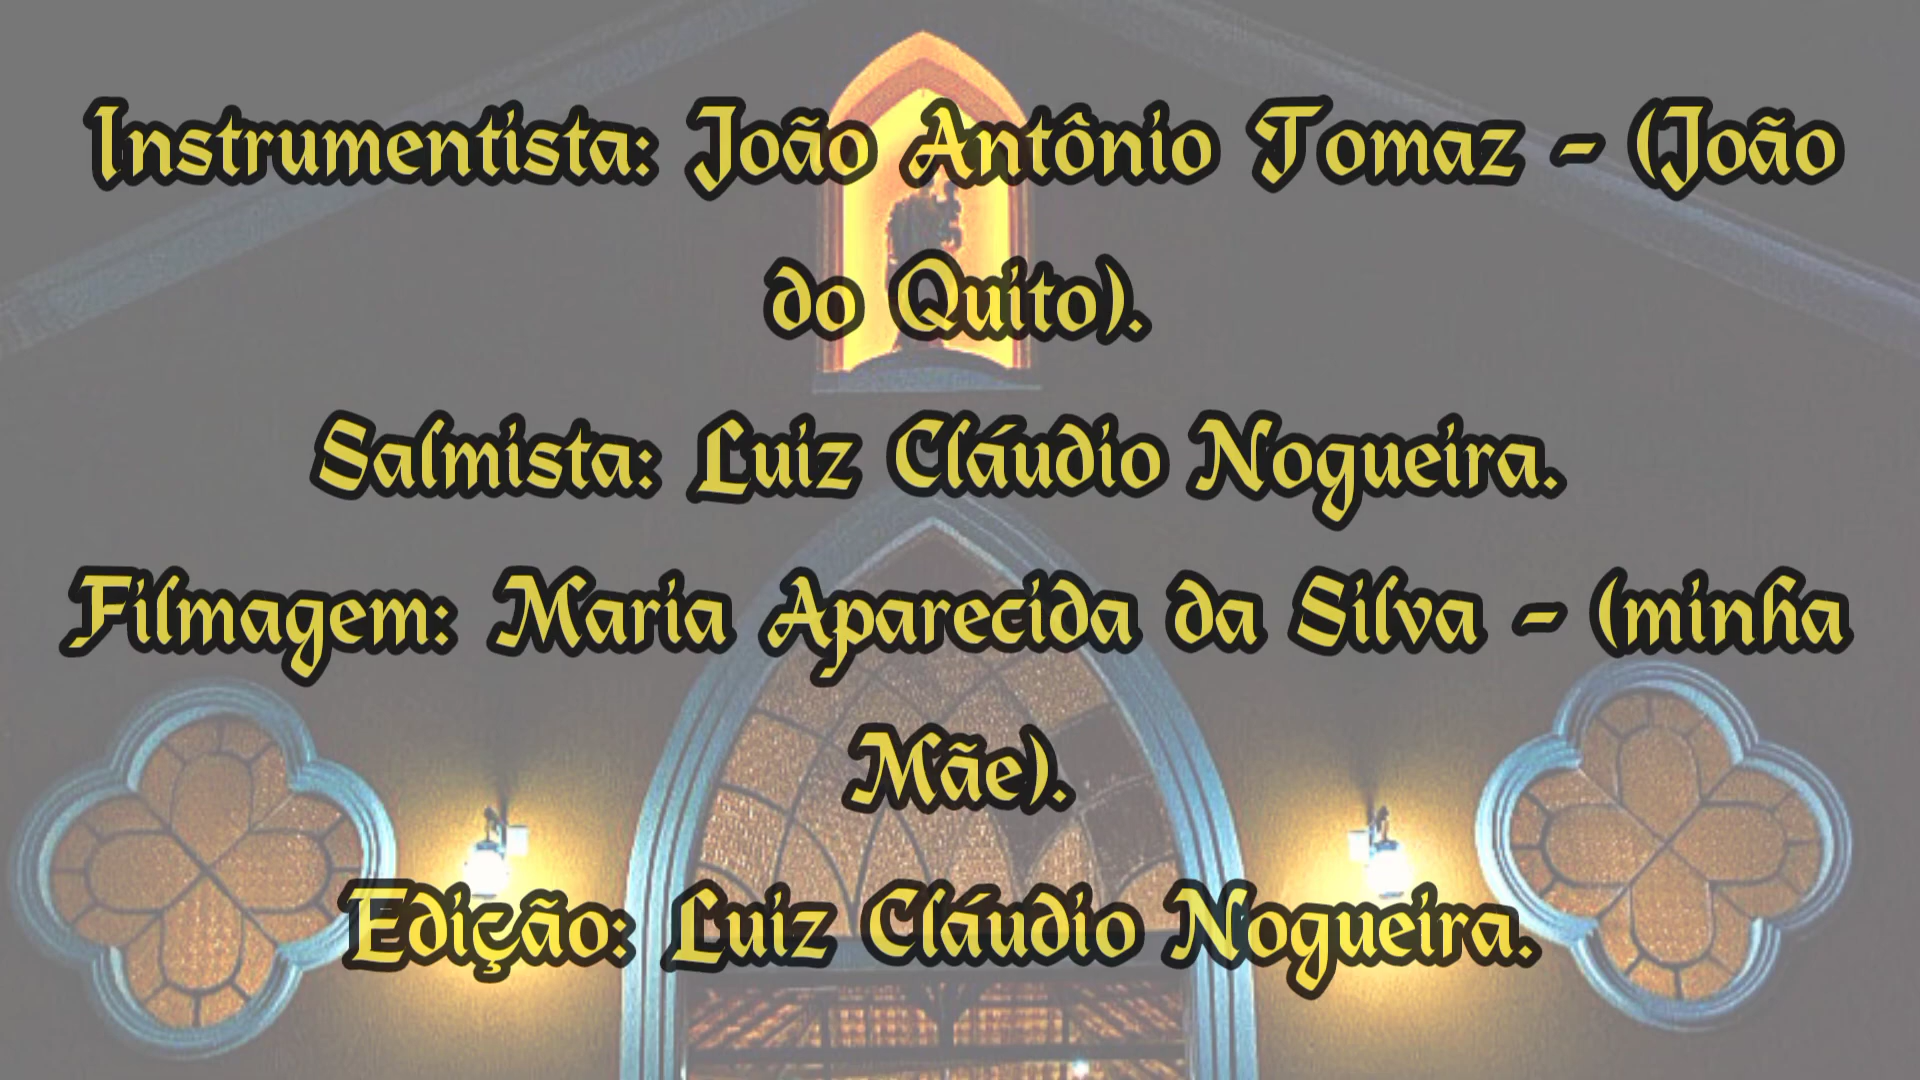 Instrumentista: João Antônio Tomaz - (João
do Quito).
Salmista: Luiz Cláudio Nogueira.
Filmagem: Maria Aparecida da Silva - (minha
Mãe).
Edição: Luiz Cláudio Nogueira.